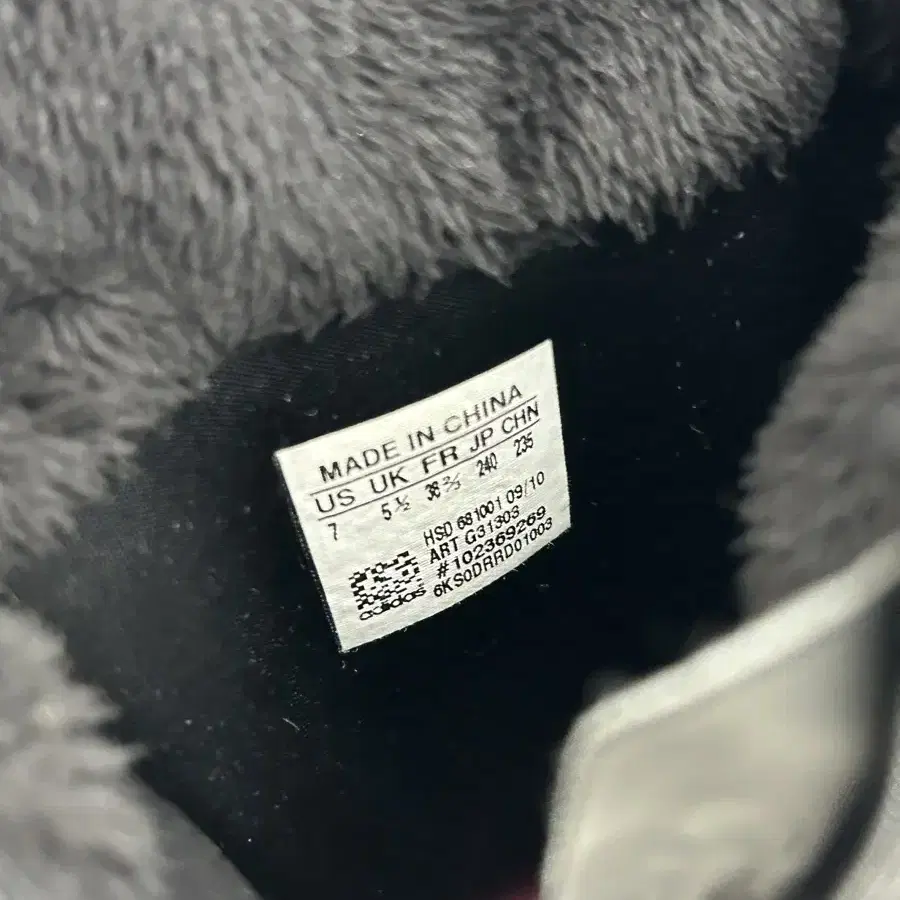 MADE IN CHINA
US UK FR JP CHN
7 5½ 38⅔ 240 235
HSD 681001 09/10
ART G31303
#102369269
6KS0DRRD01003
adidas